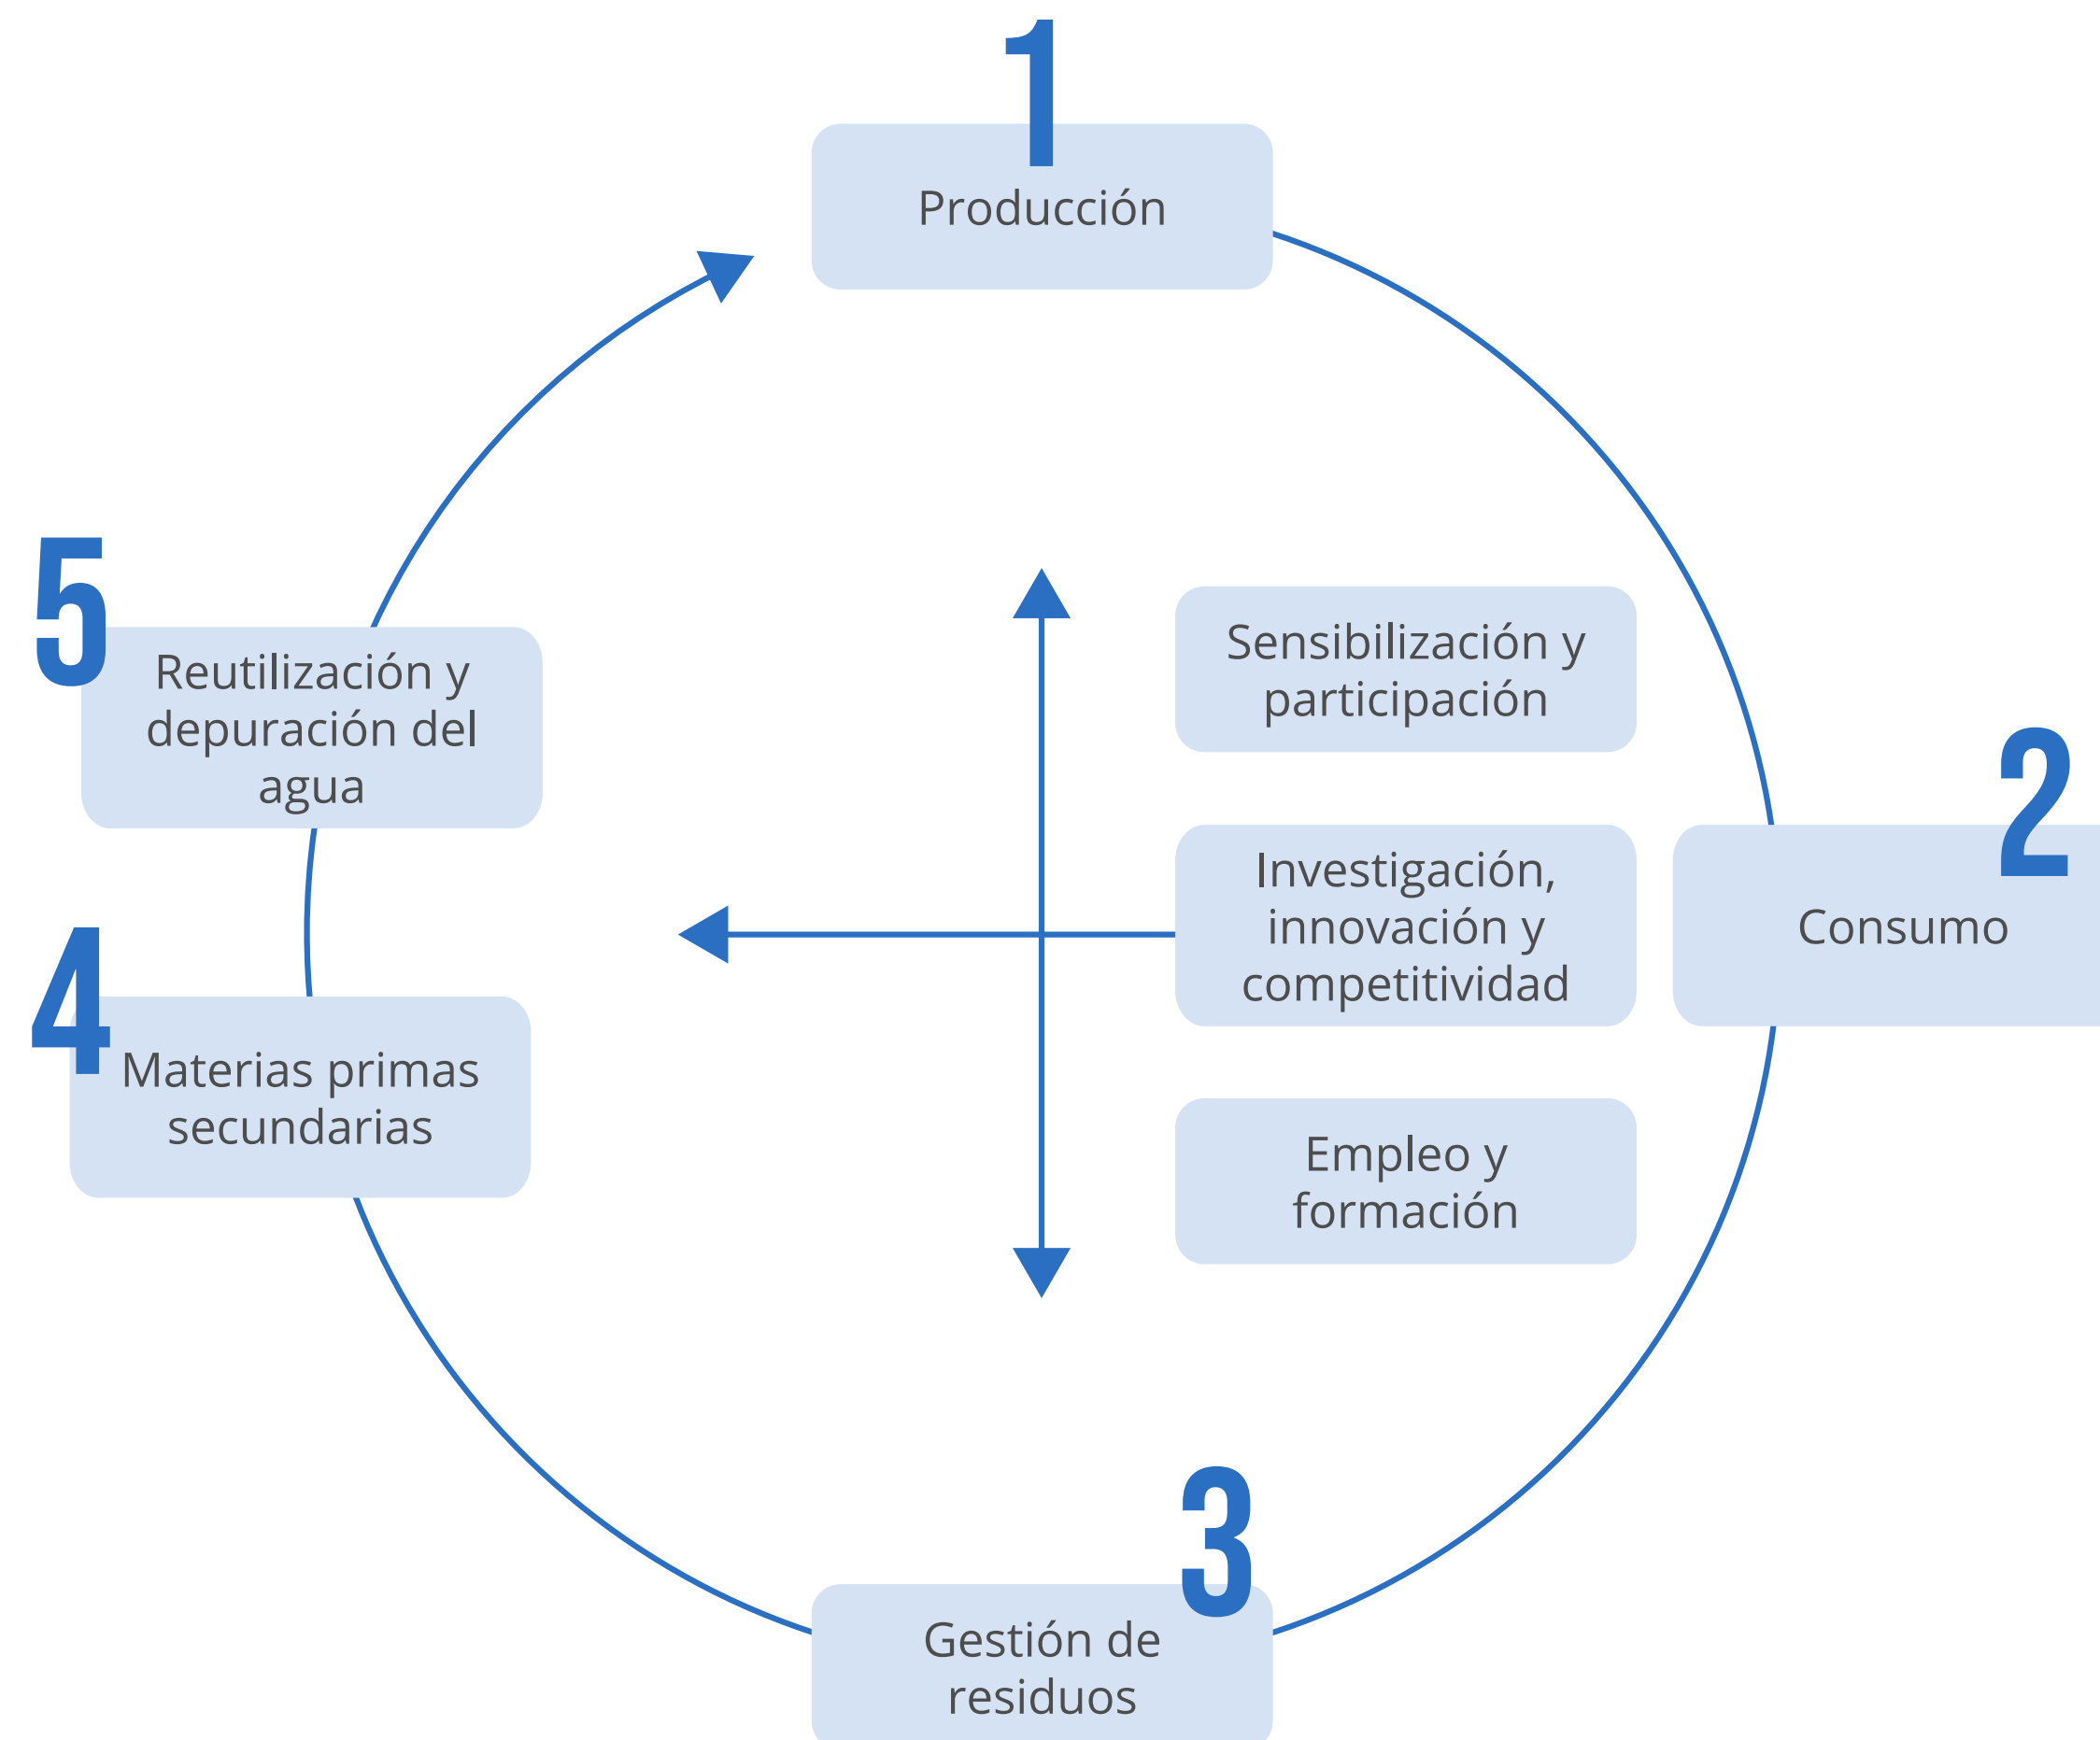 1
Producción
2
Consumo
3
Gestión de
residuos
4
Materias primas
secundarias
5
Reutilización y
depuración del
agua
Sensibilización y
participación
Investigación,
innovación y
competitividad
Empleo y
formación